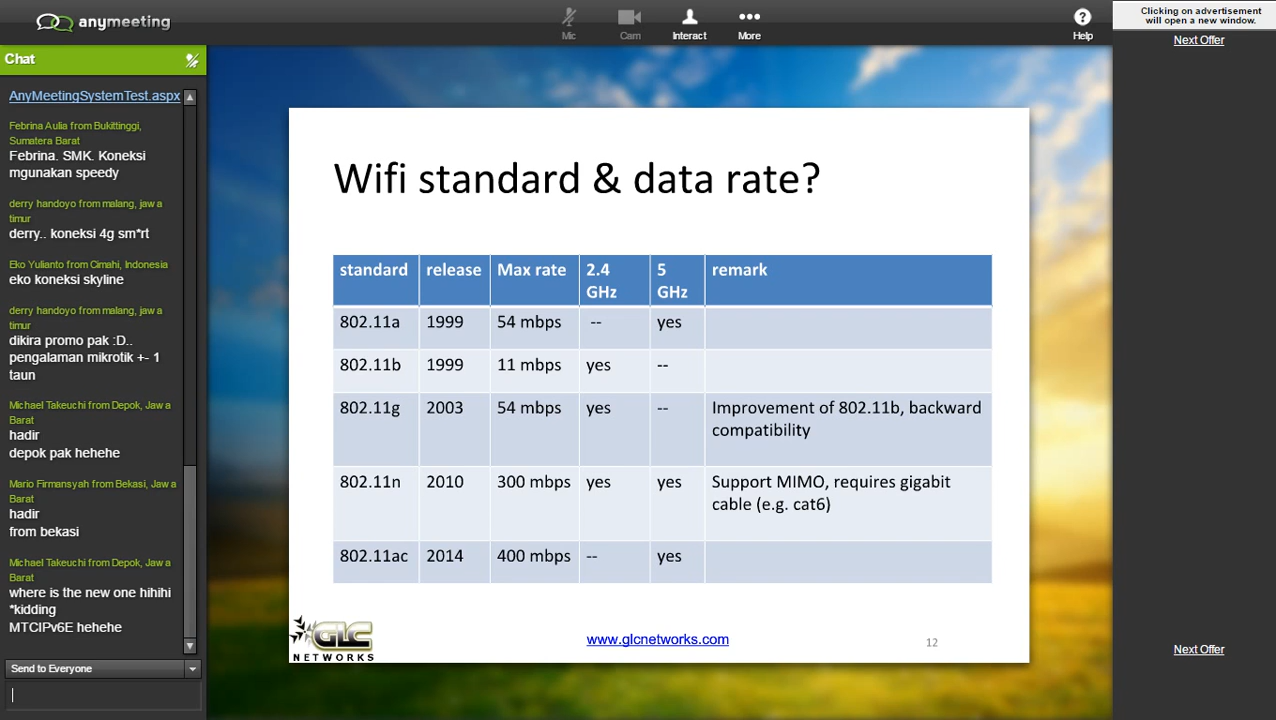 anymeeting
Mic
Cam
Interact
More
Help
Clicking on advertisement
will open a new window.
Next Offer
Chat
AnyMeetingSystemTest.aspx
Febrina Aulia from Bukittinggi,
Sumatera Barat
Febrina. SMK. Koneksi
mgunakan speedy
derry handoyo from malang, jawa
timur
derry.. koneksi 4g sm*rt
Eko Yulianto from Cimahi, Indonesia
eko koneksi skyline
derry handoyo from malang, jawa
timur
dikira promo pak :D..
pengalaman mikrotik +- 1
taun
Michael Takeuchi from Depok, Jawa
Barat
hadir
depok pak hehehe
Mario Firmansyah from Bekasi, Jawa
Barat
hadir
from bekasi
Michael Takeuchi from Depok, Jawa
Barat
where is the new one hihihi
*kidding
MTCIPv6E hehehe
Send to Everyone
Wifi standard & data rate?
standard release Max rate 2.4 GHz 5 GHz remark
802.11a 1999 54 mbps -- yes
802.11b 1999 11 mbps yes --
802.11g 2003 54 mbps yes -- Improvement of 802.11b, backward
compatibility
802.11n 2010 300 mbps yes yes Support MIMO, requires gigabit
cable (e.g. cat6)
802.11ac 2014 400 mbps -- yes
GLC
NETWORKS
www.glcnetworks.com
12
Next Offer